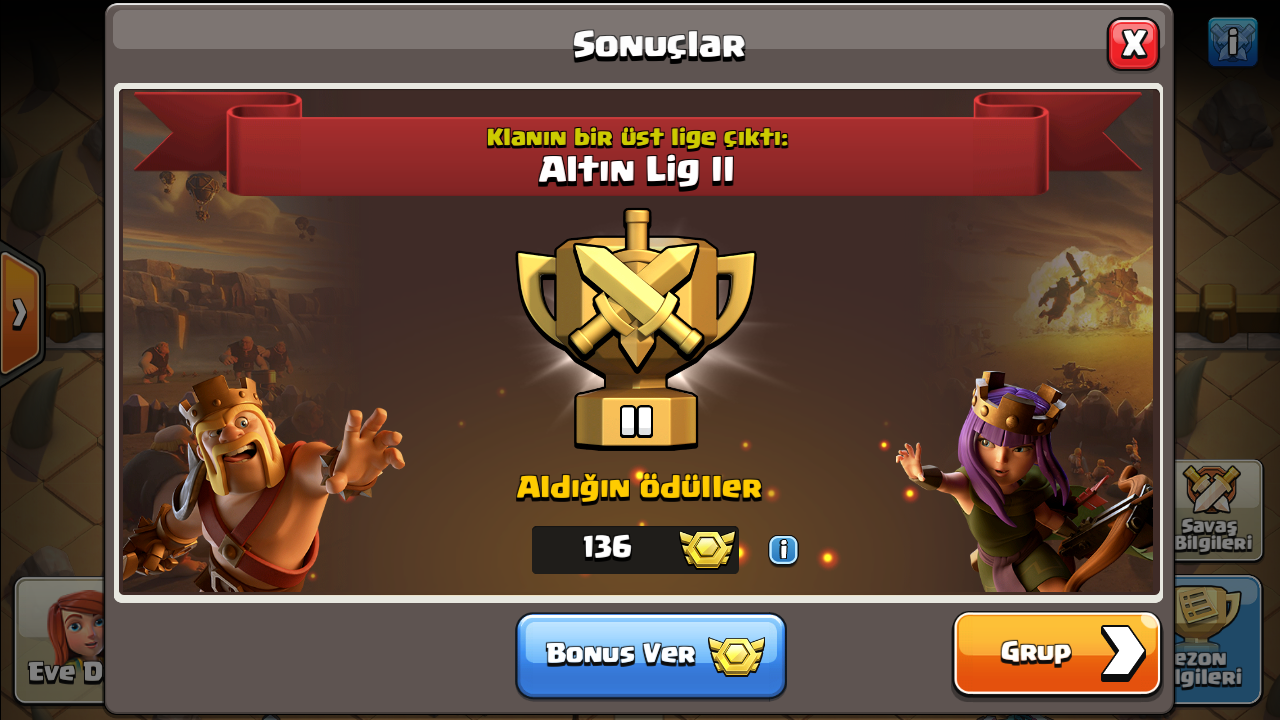 Sonuçlar
X
i
Klanın bir üst lige çıktı:
Altın Lig II
II
Aldığın ödüller
136
i
Savaş
Bilgileri
Bonus Ver
Grup
Eve D
ezon
lgileri